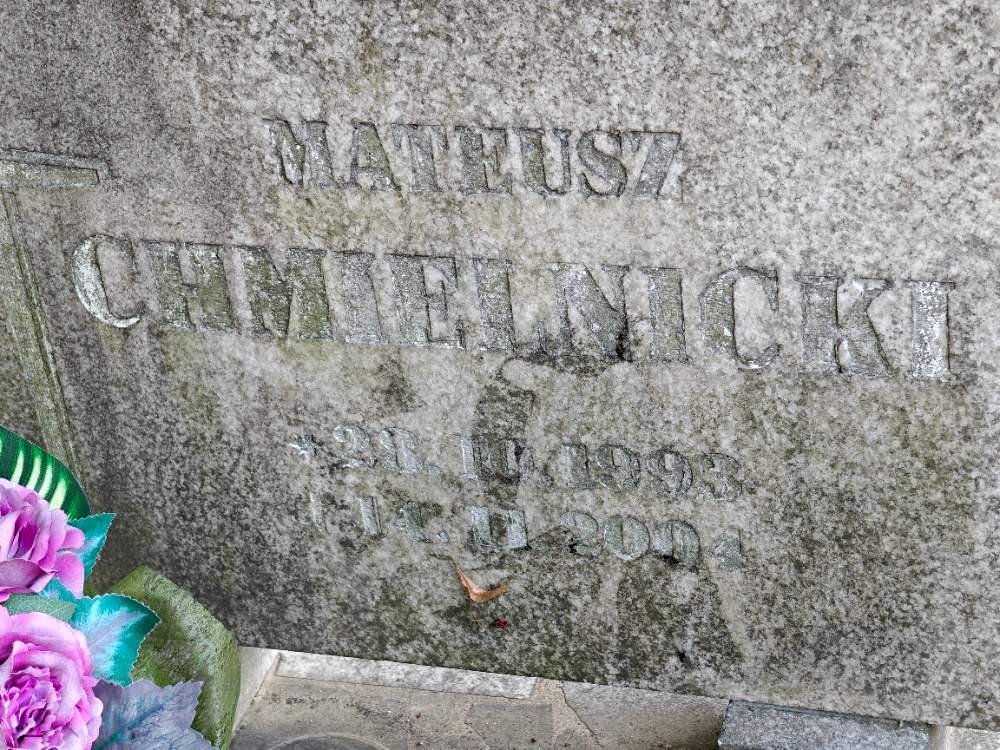 MATEUSZ
CHMIELNICKI
* 28.10.1993
† 14.11.2004